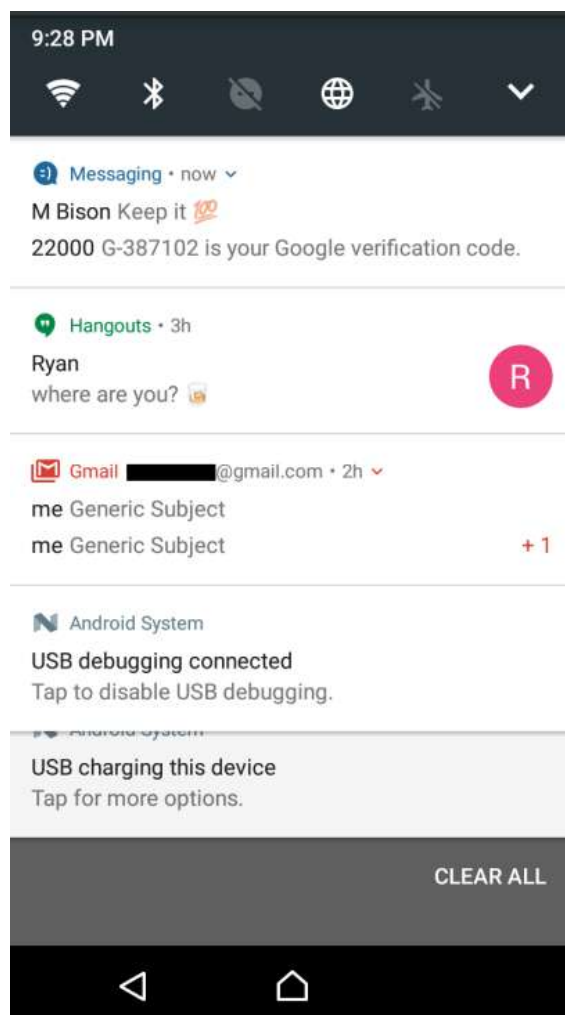 9:28 PM
Messaging • now
M Bison Keep it 💯
22000 G-387102 is your Google verification code.
Hangouts • 3h
Ryan
where are you? 🥃
R
Gmail @gmail.com • 2h
me Generic Subject
me Generic Subject
+ 1
Android System
USB debugging connected
Tap to disable USB debugging.
Android System
USB charging this device
Tap for more options.
CLEAR ALL